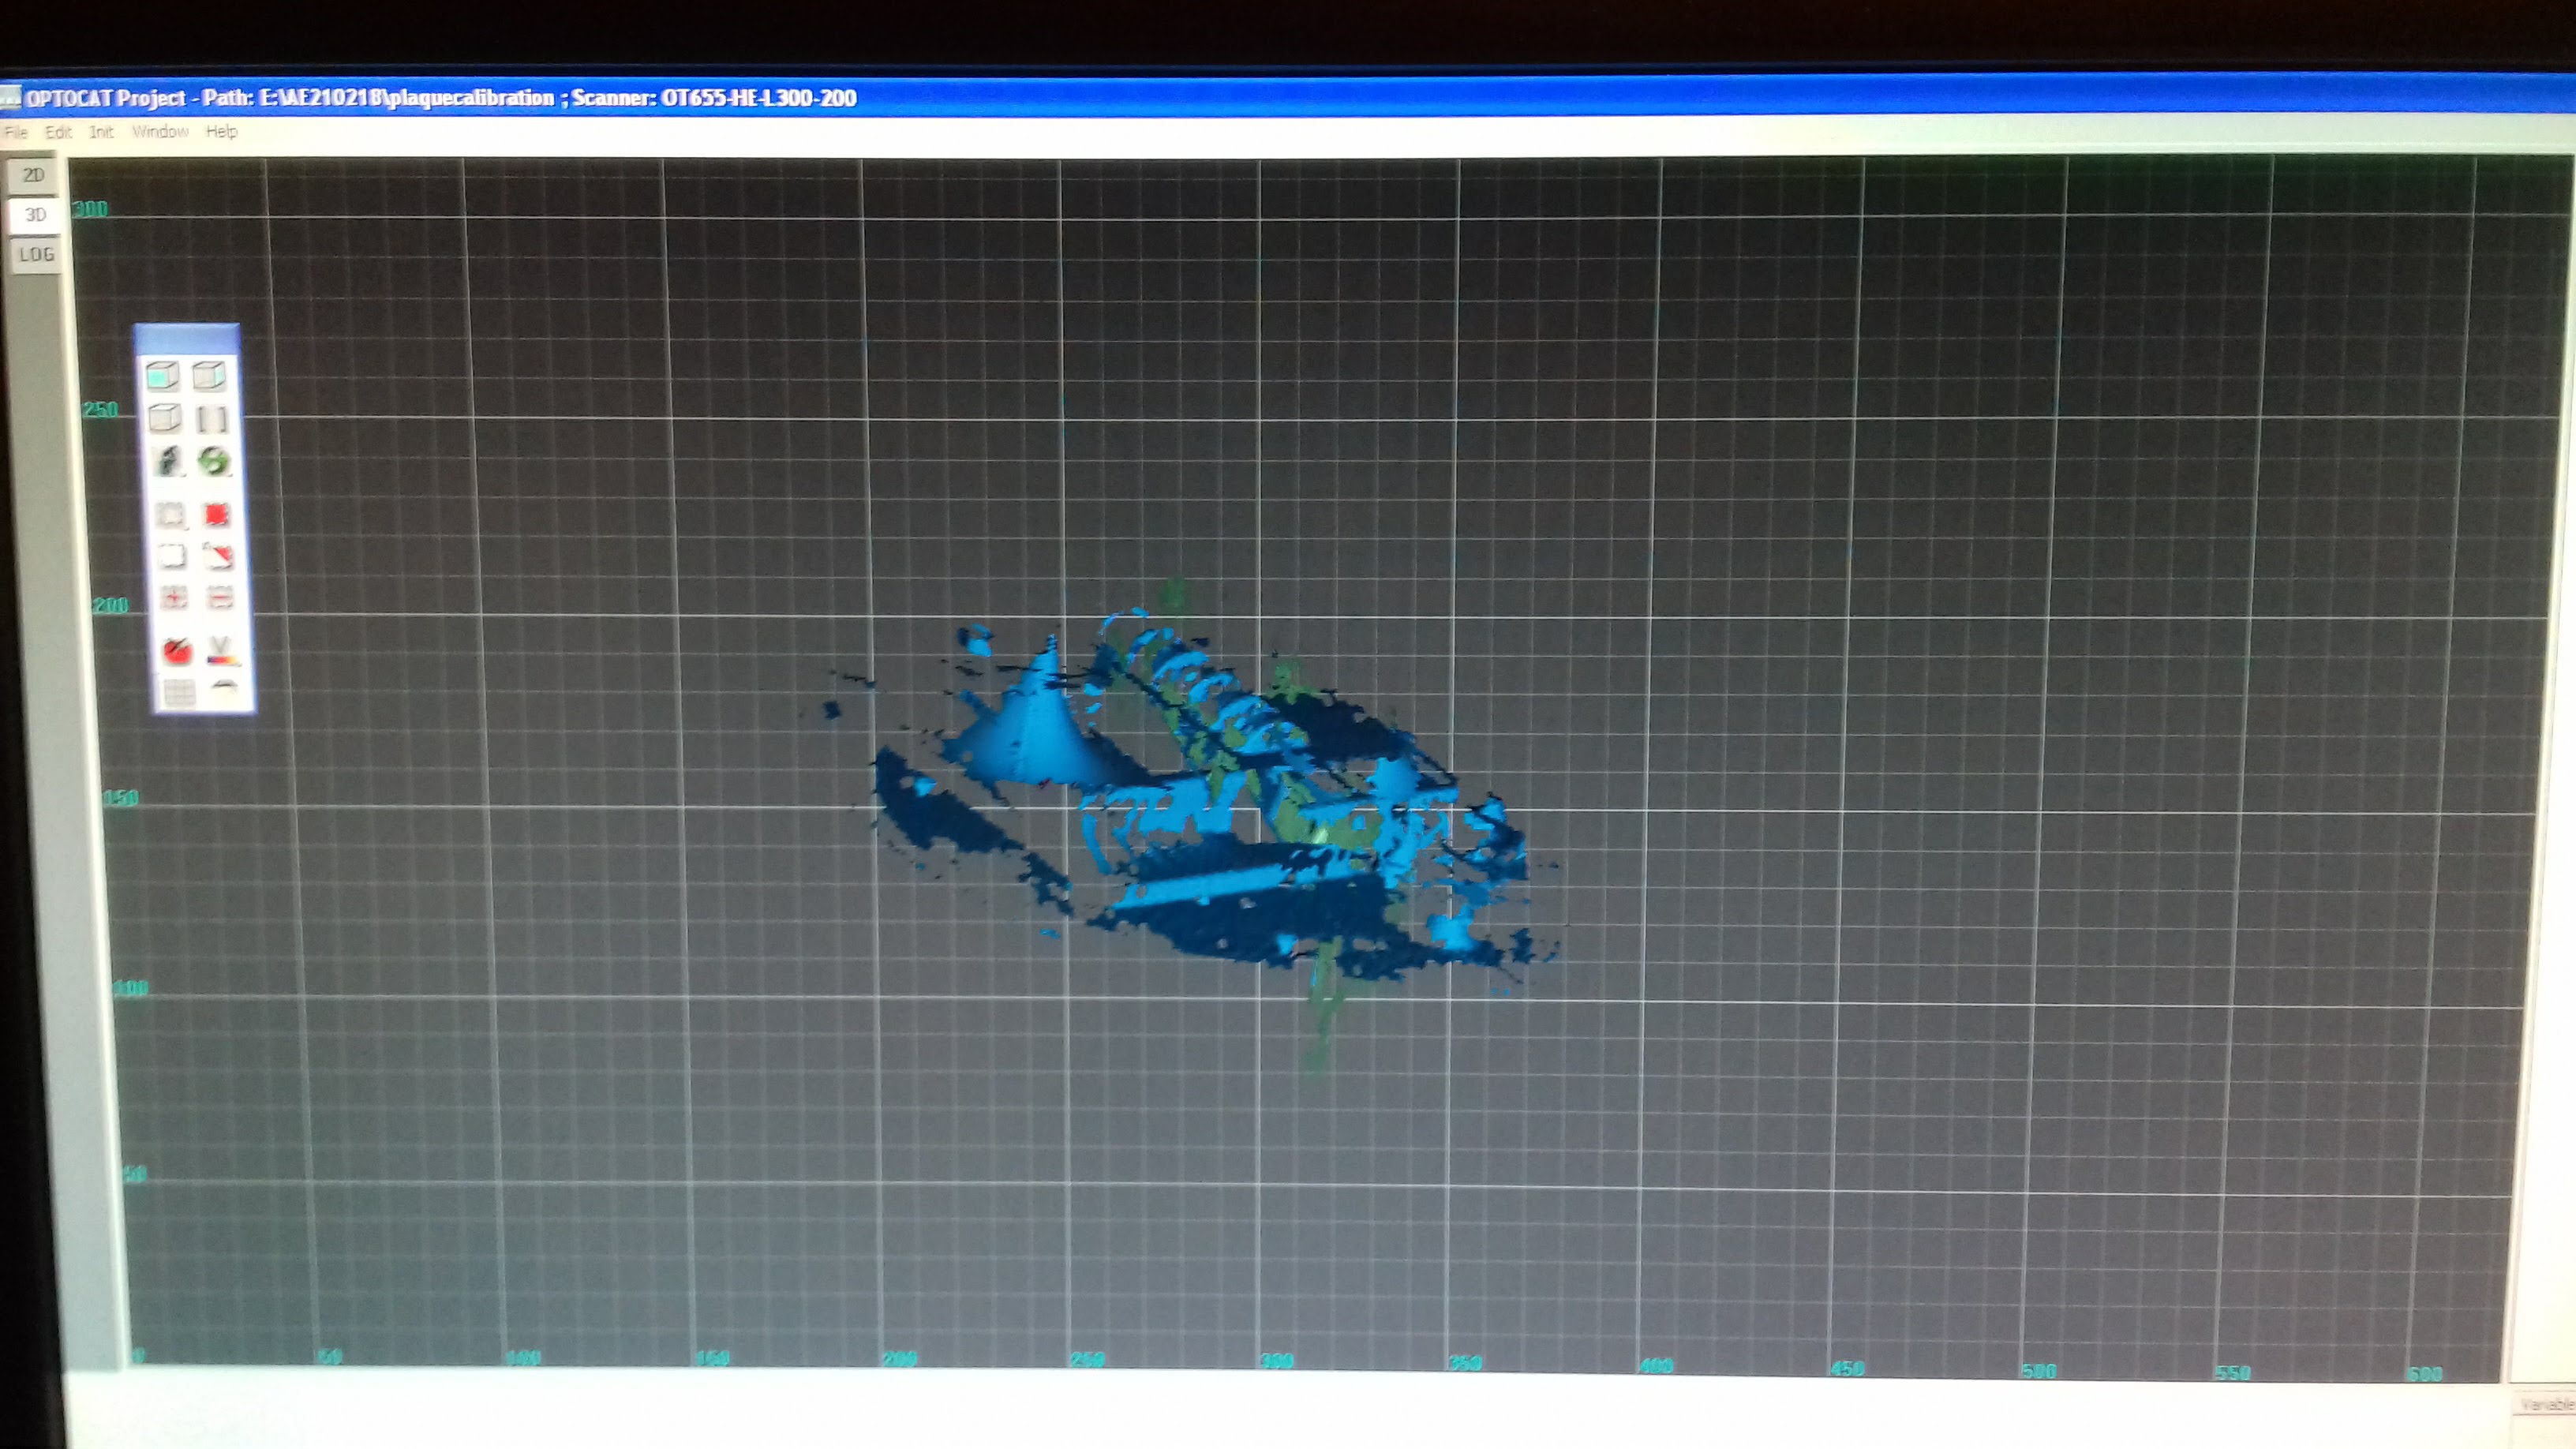 OPTOCAT Project - Path: E:\AE210218\plaquecalibration ; Scanner: OT655-HE-L300-200
File Edit Init Window Help
2D
3D
LOG
300
250
200
150
100
50
0 50 100 150 200 250 300 350 400 450 500 550 600
Variable